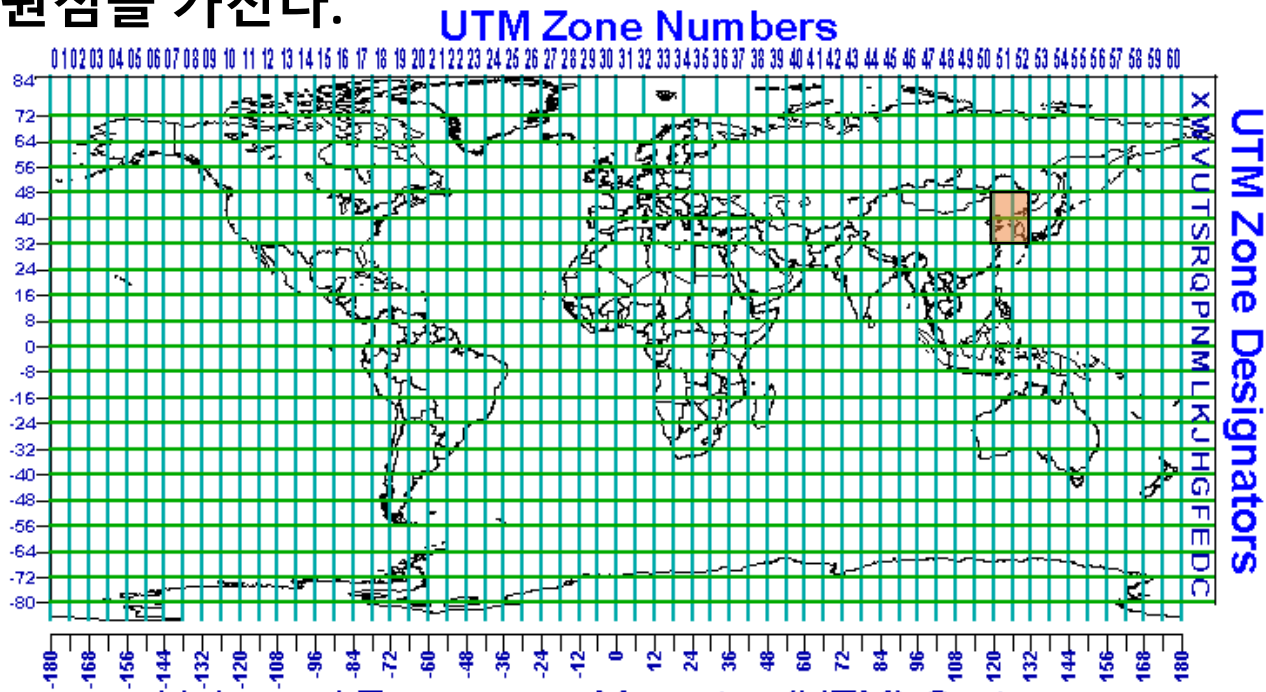 원점을 가진다.
UTM Zone Numbers
01 02 03 04 05 06 07 08 09 10 11 12 13 14 15 16 17 18 19 20 21 22 23 24 25 26 27 28 29 30 31 32 33 34 35 36 37 38 39 40 41 42 43 44 45 46 47 48 49 50 51 52 53 54 55 56 57 58 59 60
84
72
64
56
48
40
32
24
16
8
0
-8
-16
-24
-32
-40
-48
-56
-64
-72
-80
X
W
V
U
T
S
R
Q
P
N
M
L
K
J
H
G
F
E
D
C
UTM Zone Designators
-180 -168 -156 -144 -132 -120 -108 -96 -84 -72 -60 -48 -36 -24 -12 0 12 24 36 48 60 72 84 96 108 120 132 144 156 168 180